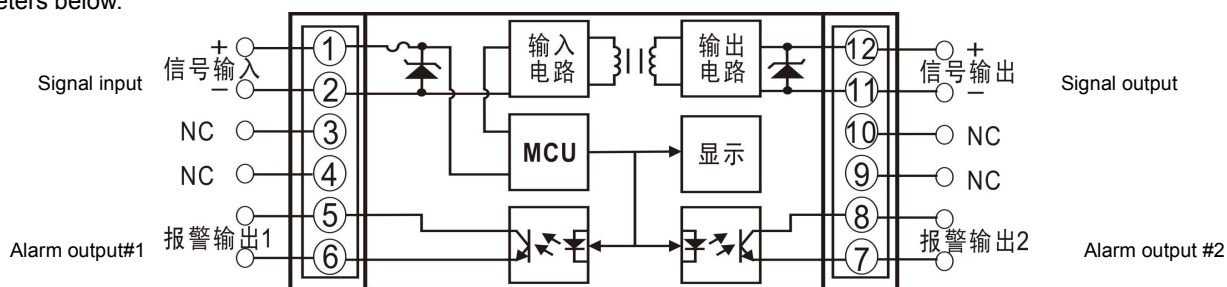 eters below.
Signal input
+
信号输入
−
NC
NC
报警输出1
Alarm output#1
1
2
3
4
5
6
输入
电路
输出
电路
MCU
显示
12
11
10
9
8
7
+
信号输出
−
NC
NC
报警输出2
Signal output
Alarm output #2